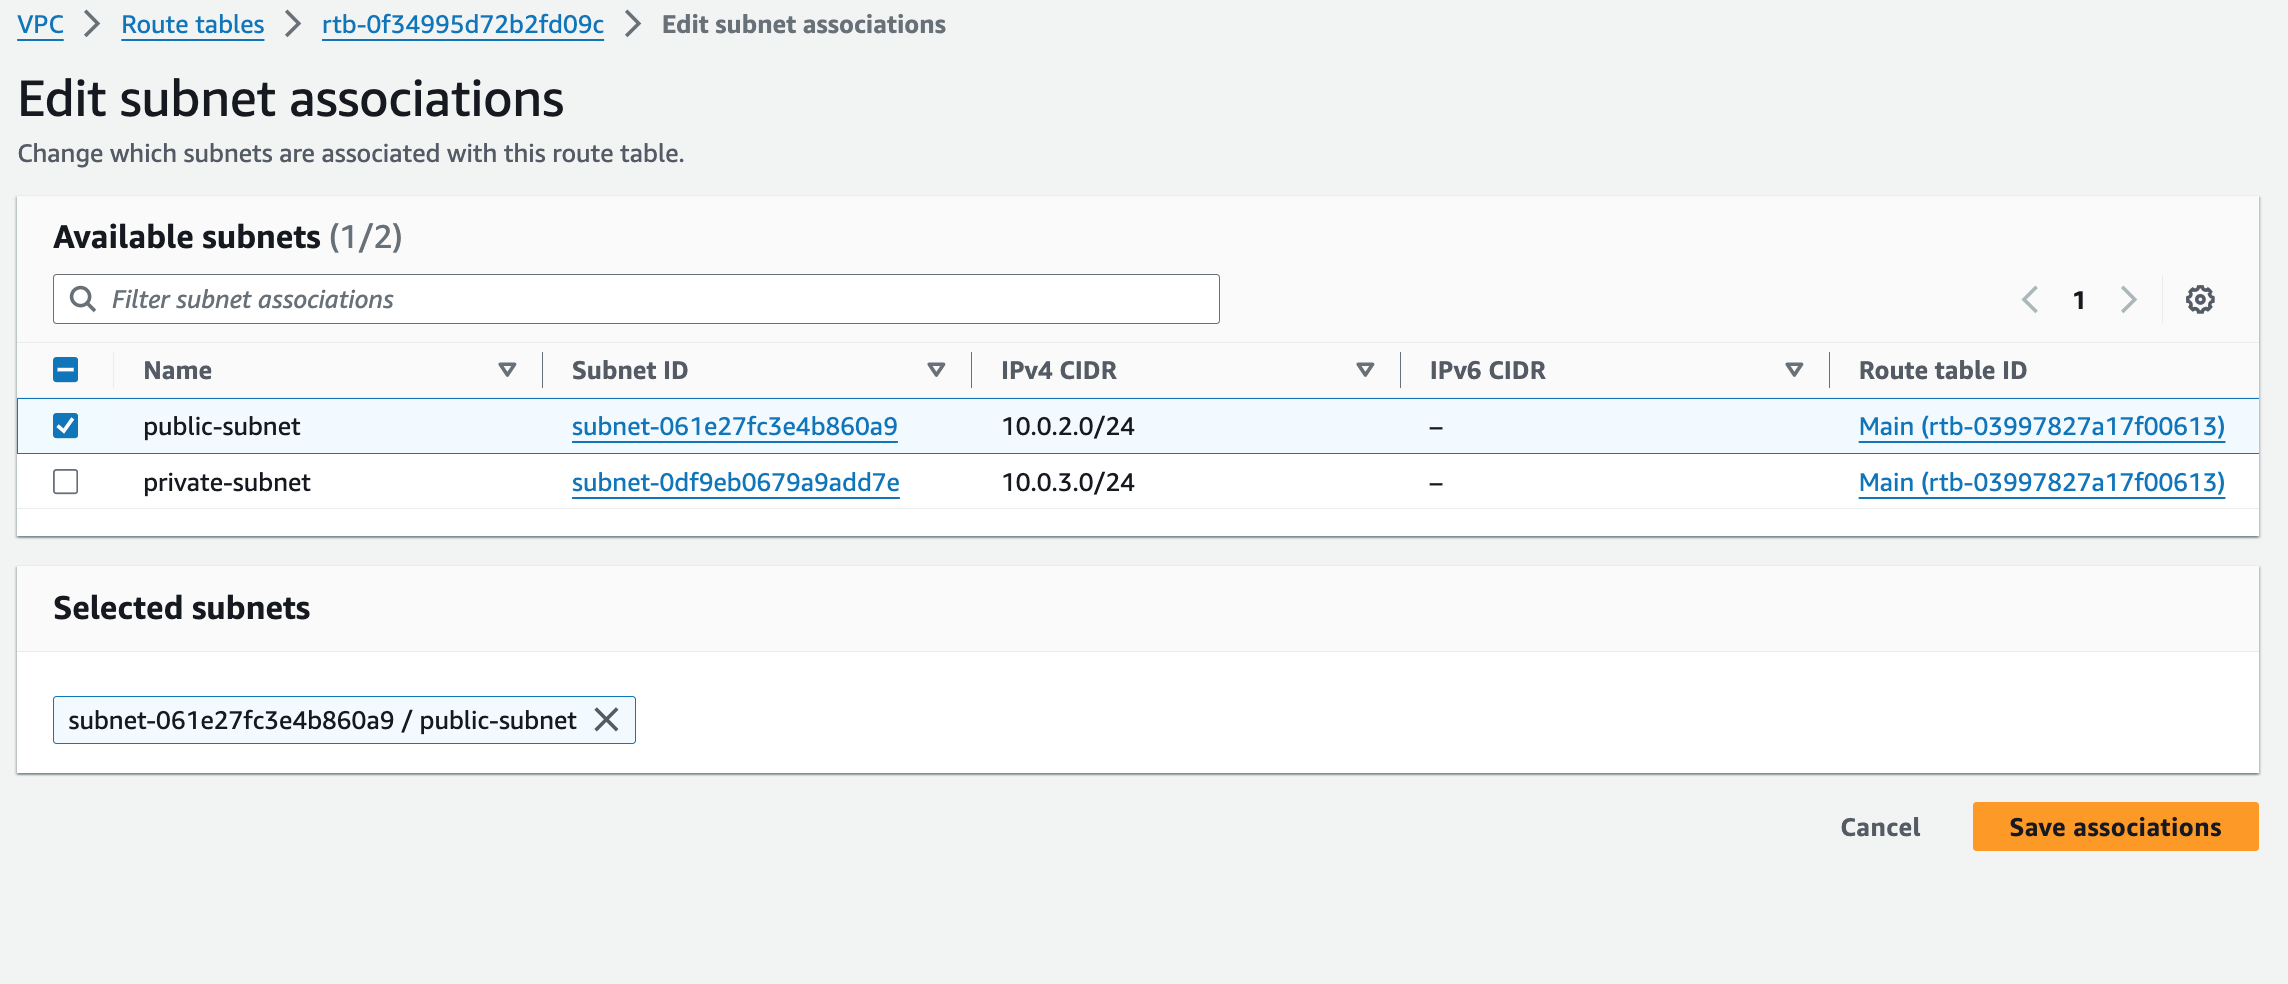 VPC > Route tables > rtb-0f34995d72b2fd09c > Edit subnet associations
Edit subnet associations
Change which subnets are associated with this route table.
Available subnets (1/2)
Filter subnet associations
1
Name Subnet ID IPv4 CIDR IPv6 CIDR Route table ID
public-subnet subnet-061e27fc3e4b860a9 10.0.2.0/24 – Main (rtb-03997827a17f00613)
private-subnet subnet-0df9eb0679a9add7e 10.0.3.0/24 – Main (rtb-03997827a17f00613)
Selected subnets
subnet-061e27fc3e4b860a9 / public-subnet
Cancel Save associations